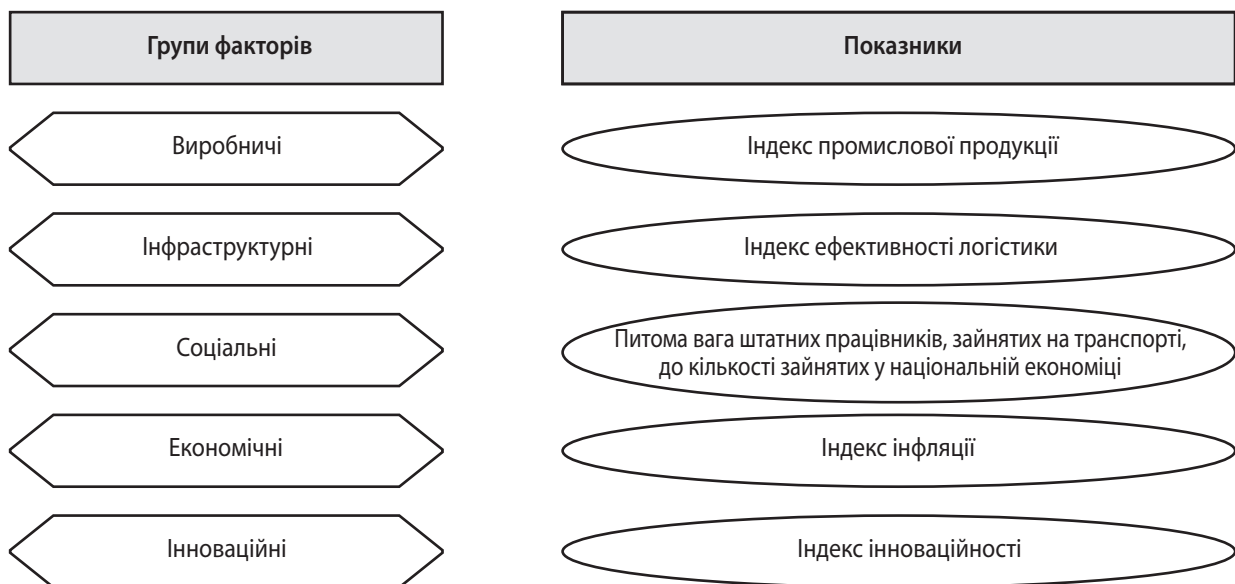 Групи факторів
Показники
Виробничі
Індекс промислової продукції
Інфраструктурні
Індекс ефективності логістики
Соціальні
Питома вага штатних працівників, зайнятих на транспорті,
до кількості зайнятих у національній економіці
Економічні
Індекс інфляції
Інноваційні
Індекс інноваційності